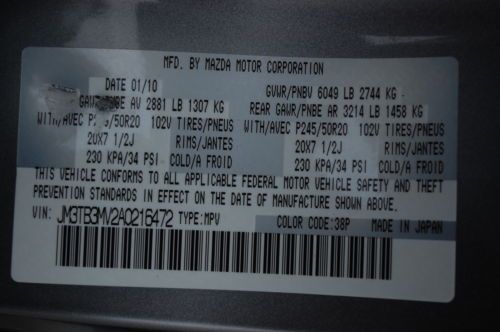 MFD. BY MAZDA MOTOR CORPORATION
DATE 01/10 GVWR/PNBV 6049 LB 2744 KG
AV 2881 LB 1307 KG REAR GAWR/PNBE AR 3214 LB 1458 KG
WITH/AVEC /50R20 102V TIRES/PNEUS WITH/AVEC P245/50R20 102V TIRES/PNEUS
20X7 1/2J RIMS/JANTES 20X7 1/2J RIMS/JANTES
230 KPA/34 PSI COLD/A FROID 230 KPA/34 PSI COLD/A FROID
THIS VEHICLE CONFORMS TO ALL APPLICABLE FEDERAL MOTOR VEHICLE SAFETY AND THEFT
PREVENTION STANDARDS IN EFFECT ON THE DATE OF MANUFACTURE SHOWN ABOVE.
VIN: JM3TB3MV2A0216472 TYPE:MPV COLOR CODE:38P MADE IN JAPAN